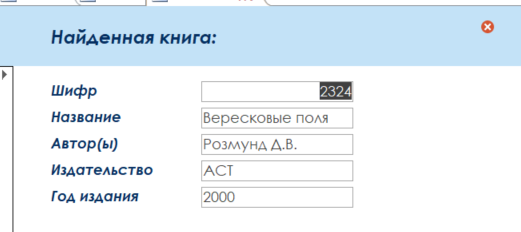 Найденная книга:
Шифр 2324
Название Вересковые поля
Автор(ы) Розмунд Д.В.
Издательство АСТ
Год издания 2000